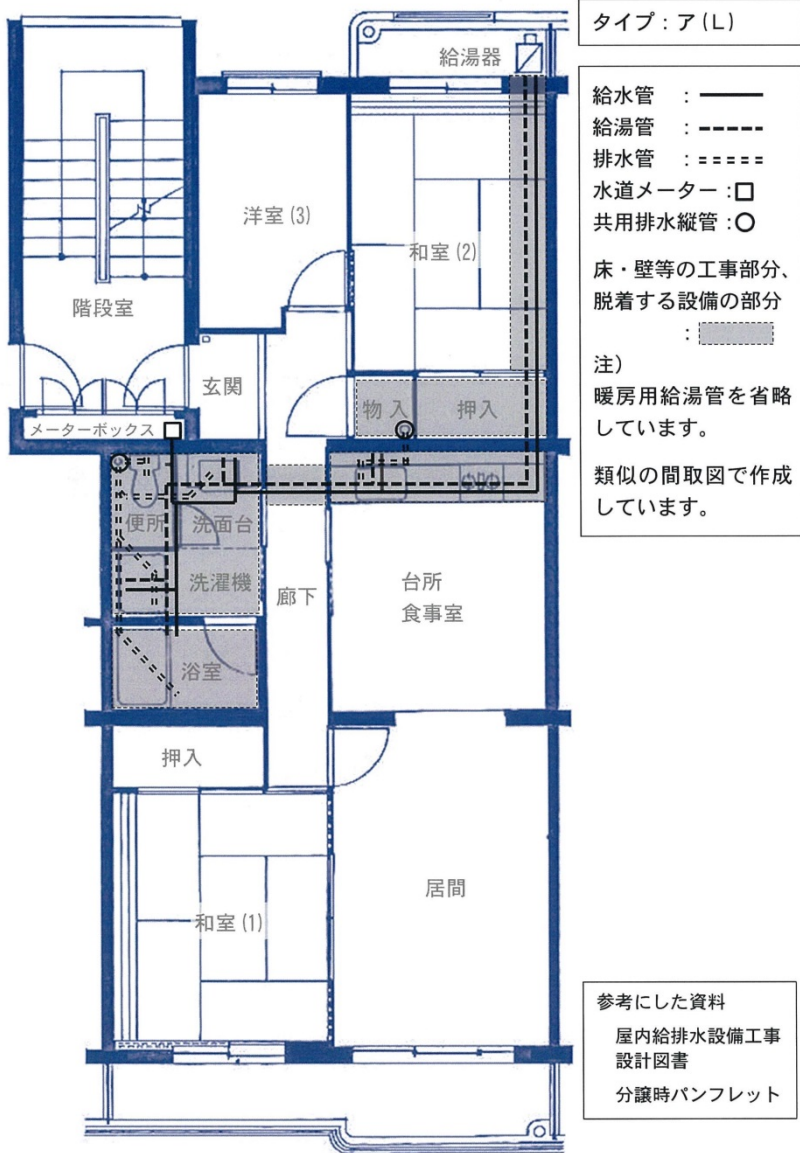 タイプ：ア(L)
給水管 ：
給湯管 ：
排水管 ：
水道メーター：
共用排水縦管：
床・壁等の工事部分、
脱着する設備の部分
：
注）
暖房用給湯管を省略
しています。
類似の間取図で作成
しています。
給湯器
洋室(3)
和室(2)
階段室
玄関
物入
押入
メーターボックス
便所
洗面台
洗濯機
廊下
台所
食事室
浴室
押入
居間
和室(1)
参考にした資料
屋内給排水設備工事
設計図書
分譲時パンフレット